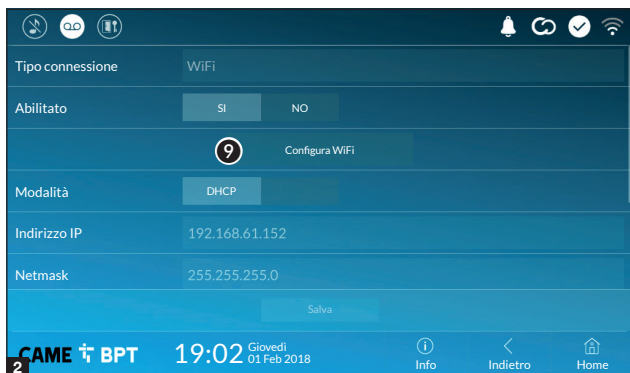 Tipo connessione WiFi
Abilitato SI NO
9 Configura WiFi
Modalità DHCP
Indirizzo IP 192.168.61.152
Netmask 255.255.255.0
Salva
2 CAME BPT 19:02 Giovedì 01 Feb 2018 Info Indietro Home